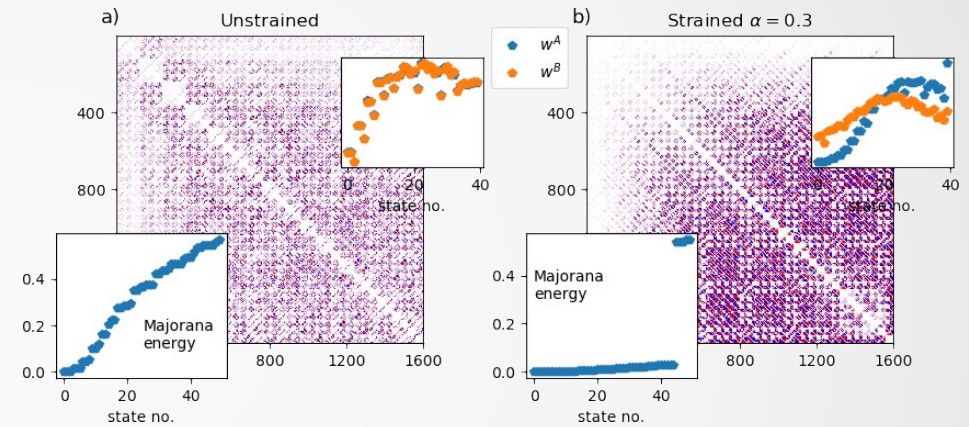 a)
Unstrained
b)
Strained α = 0.3
w^A
w^B
400
800
0
20
40
state no.
400
800
0
20
40
state no.
0.4
0.2
0.0
Majorana
energy
0
20
40
state no.
800
1200
1600
0.4
0.2
0.0
Majorana
energy
0
20
40
state no.
800
1200
1600